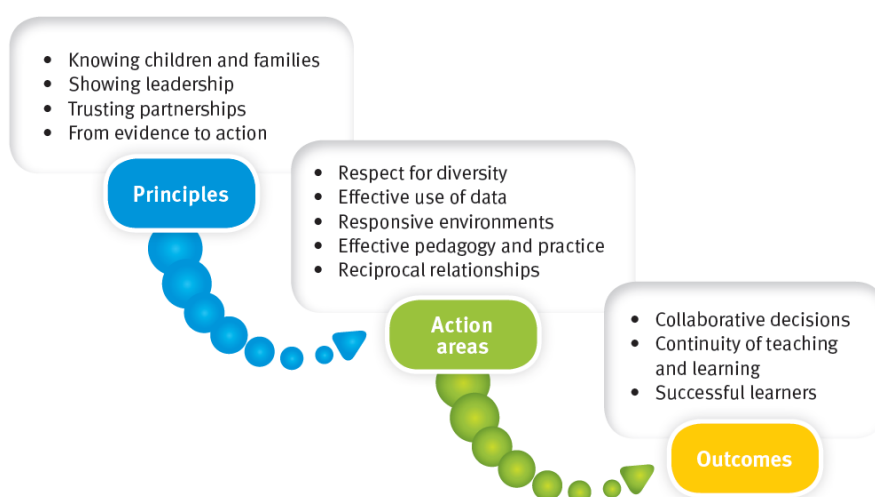 • Knowing children and families
• Showing leadership
• Trusting partnerships
• From evidence to action
Principles
• Respect for diversity
• Effective use of data
• Responsive environments
• Effective pedagogy and practice
• Reciprocal relationships
Action
areas
• Collaborative decisions
• Continuity of teaching
and learning
• Successful learners
Outcomes